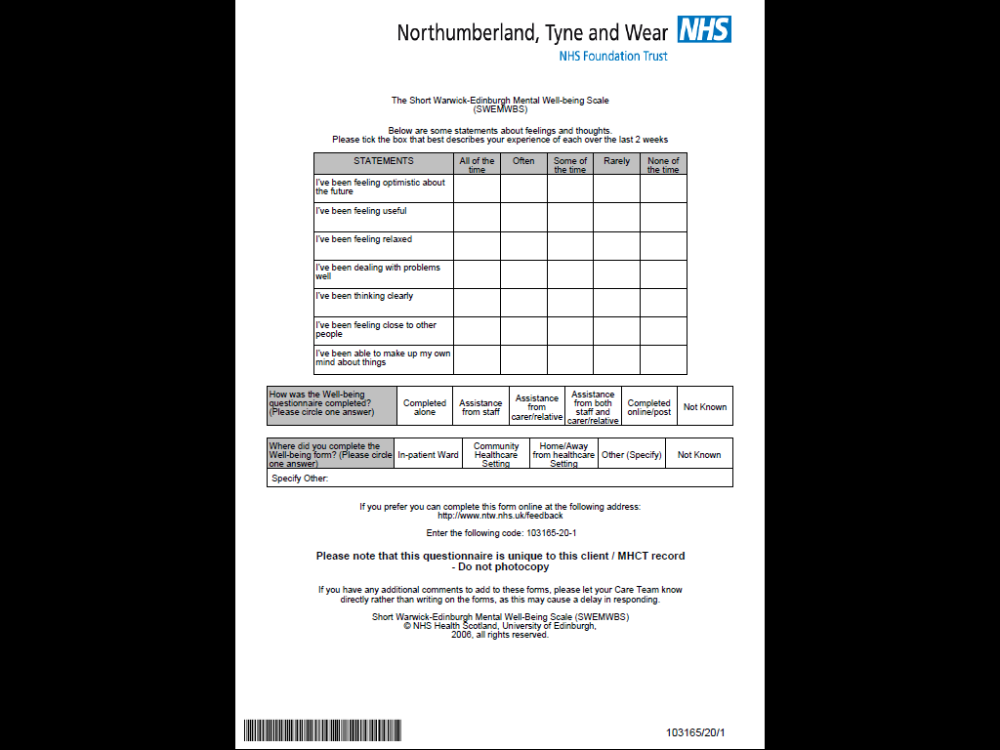 Northumberland, Tyne and Wear NHS
NHS Foundation Trust
The Short Warwick-Edinburgh Mental Well-being Scale
(SWEMWBS)
Below are some statements about feelings and thoughts.
Please tick the box that best describes your experience of each over the last 2 weeks
STATEMENTS All of the time Often Some of the time Rarely None of the time
I've been feeling optimistic about
the future
I've been feeling useful
I've been feeling relaxed
I've been dealing with problems
well
I've been thinking clearly
I've been feeling close to other
people
I've been able to make up my own
mind about things
How was the Well-being
questionnaire completed?
(Please circle one answer)
Completed
alone
Assistance
from staff
Assistance
from
carer/relative
Assistance
from both
staff and
carer/relative
Completed
online/post
Not Known
Where did you complete the
Well-being form? (Please circle
one answer)
In-patient Ward
Community
Healthcare
Setting
Home/Away
from healthcare
Setting
Other (Specify)
Not Known
Specify Other:
If you prefer you can complete this form online at the following address:
http://www.ntw.nhs.uk/feedback
Enter the following code: 103165-20-1
Please note that this questionnaire is unique to this client / MHCT record
- Do not photocopy
If you have any additional comments to add to these forms, please let your Care Team know
directly rather than writing on the forms, as this may cause a delay in responding.
Short Warwick-Edinburgh Mental Well-Being Scale (SWEMWBS)
© NHS Health Scotland, University of Edinburgh,
2006, all rights reserved.
103165/20/1